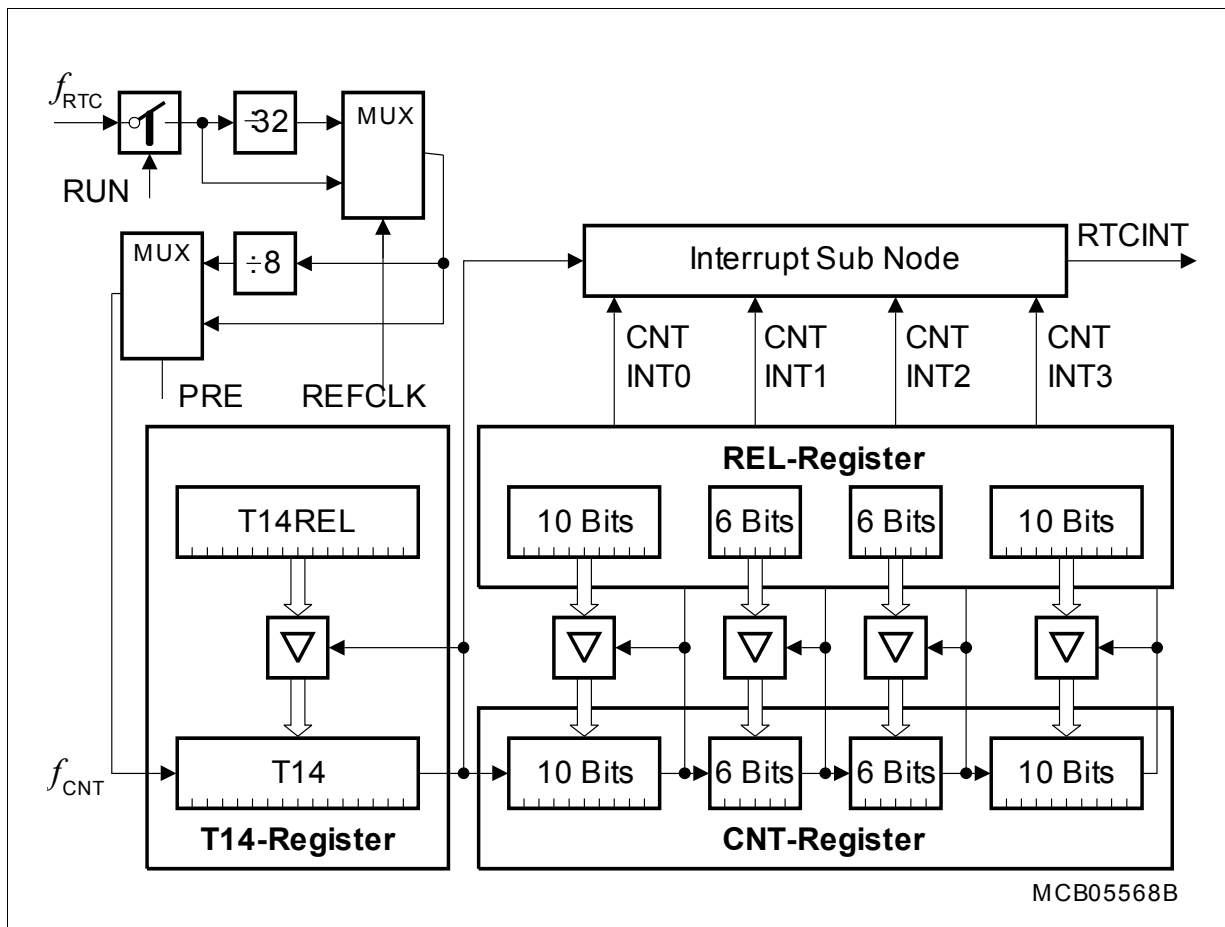 fRTC
÷32
MUX
RUN
MUX
÷8
PRE
REFCLK
Interrupt Sub Node
RTCINT
CNT
INT0
CNT
INT1
CNT
INT2
CNT
INT3
REL-Register
T14REL
10 Bits
6 Bits
6 Bits
10 Bits
fCNT
T14
10 Bits
6 Bits
6 Bits
10 Bits
T14-Register
CNT-Register
MCB05568B